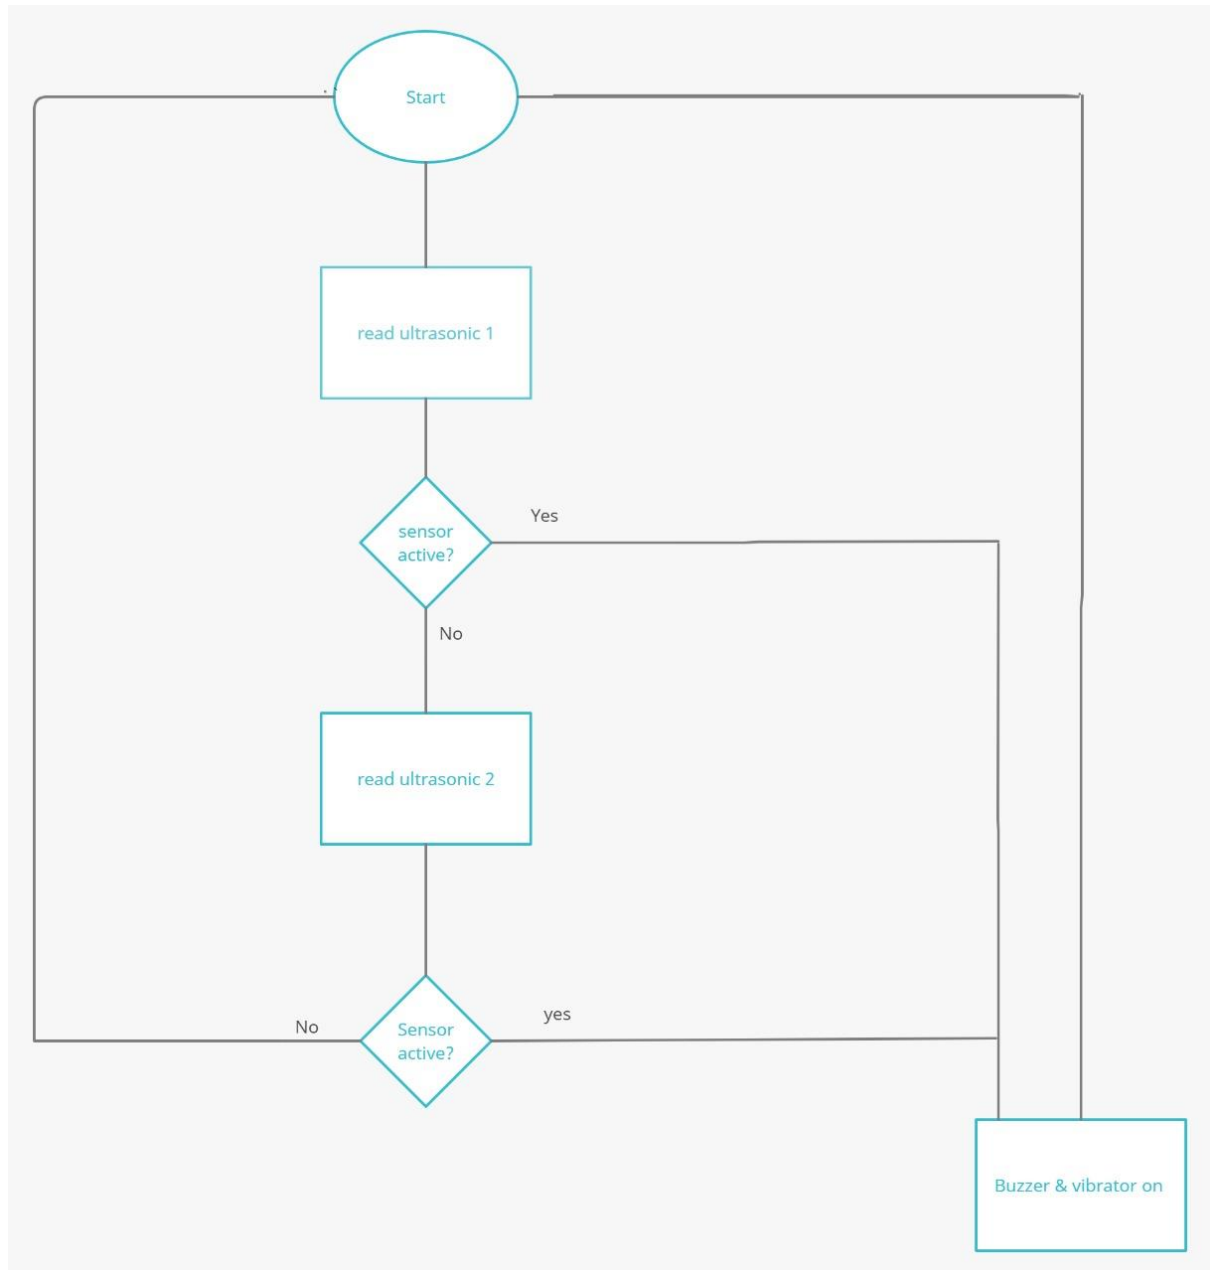 Start
read ultrasonic 1
sensor
active?
Yes
No
read ultrasonic 2
Sensor
active?
No
yes
Buzzer & vibrator on